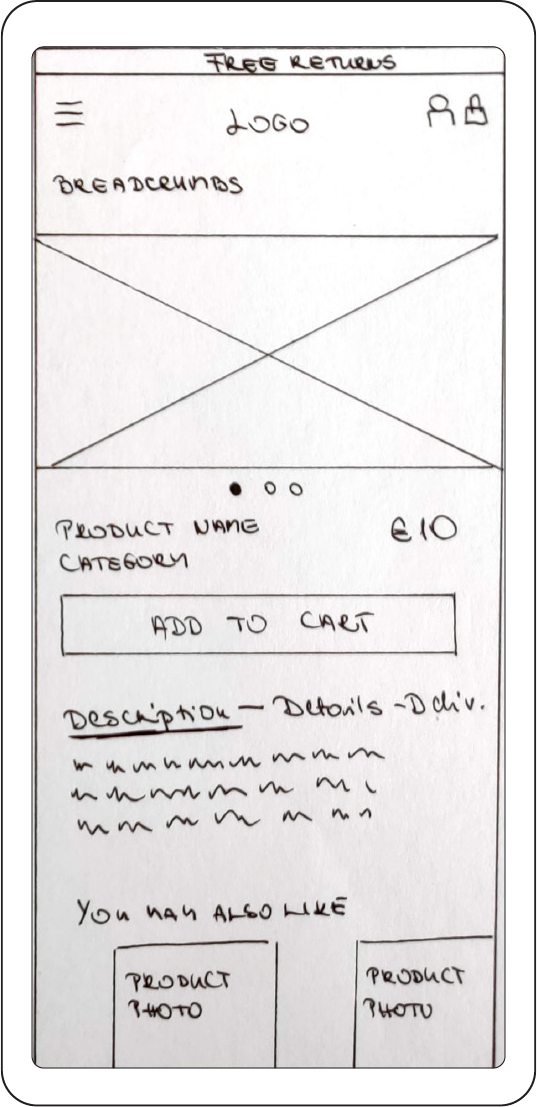 FREE RETURNS
LOGO
BREADCRUMBS
PRODUCT NAME €10
CATEGORY
ADD TO CART
Description - Details - Deliv.
YOU MAY ALSO LIKE
PRODUCT PHOTO
PRODUCT PHOTO